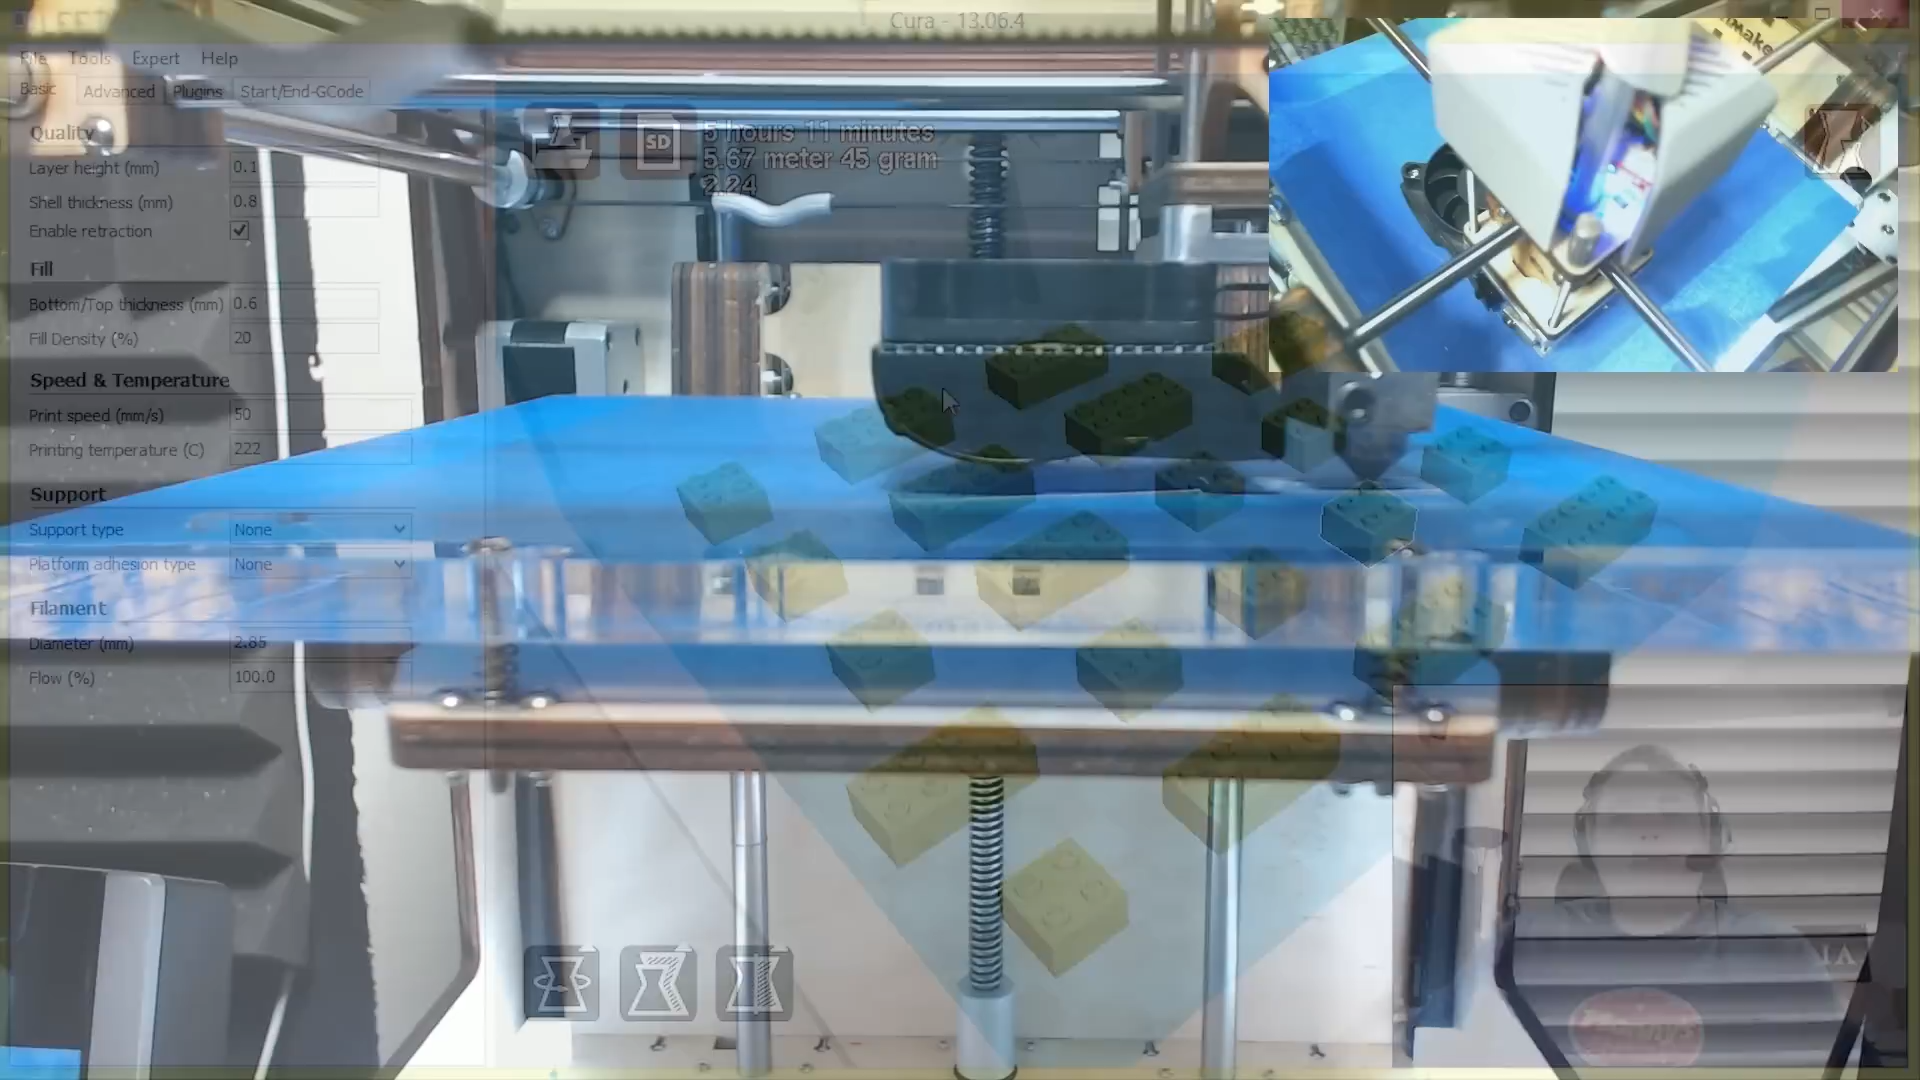 Cura - 13.06.4
File Tools Expert Help
Basic Advanced Plugins Start/End-GCode
Quality
Layer height (mm) 0.1
Shell thickness (mm) 0.8
Enable retraction
Fill
Bottom/Top thickness (mm) 0.6
Fill Density (%) 20
Speed & Temperature
Print speed (mm/s) 50
Printing temperature (C) 222
Support
Support type None
Platform adhesion type None
Filament
Diameter (mm) 2.85
Flow (%) 100.0
SD
5 hours 11 minutes
5.67 meter 45 gram
2.24